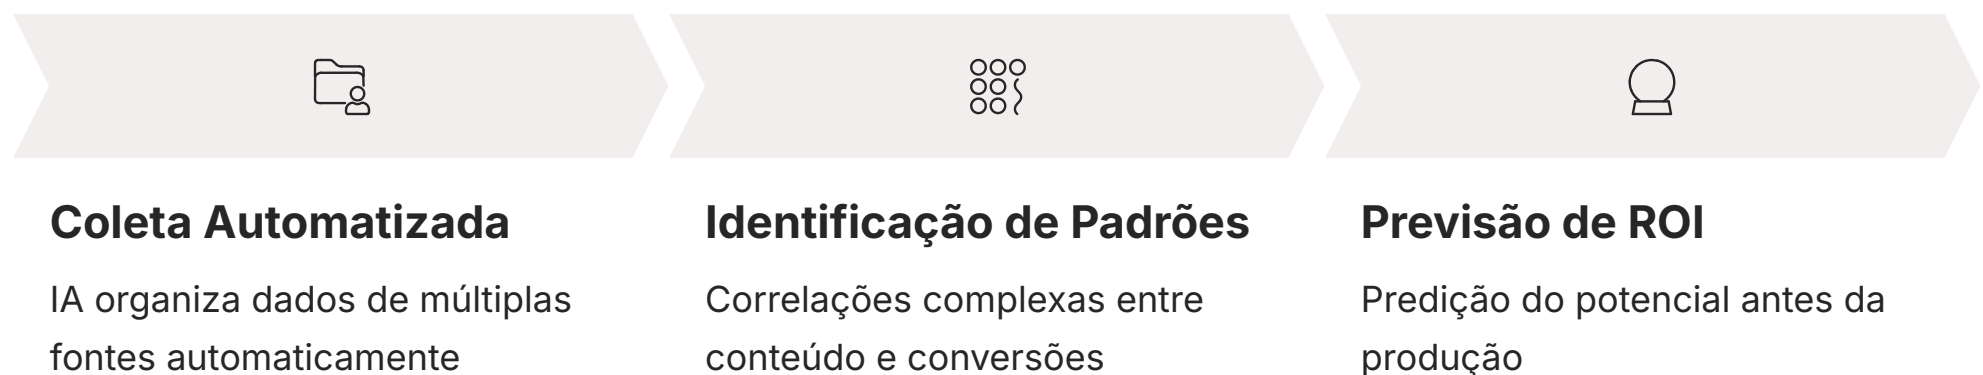 Coleta Automatizada
IA organiza dados de múltiplas
fontes automaticamente
Identificação de Padrões
Correlações complexas entre
conteúdo e conversões
Previsão de ROI
Predição do potencial antes da
produção